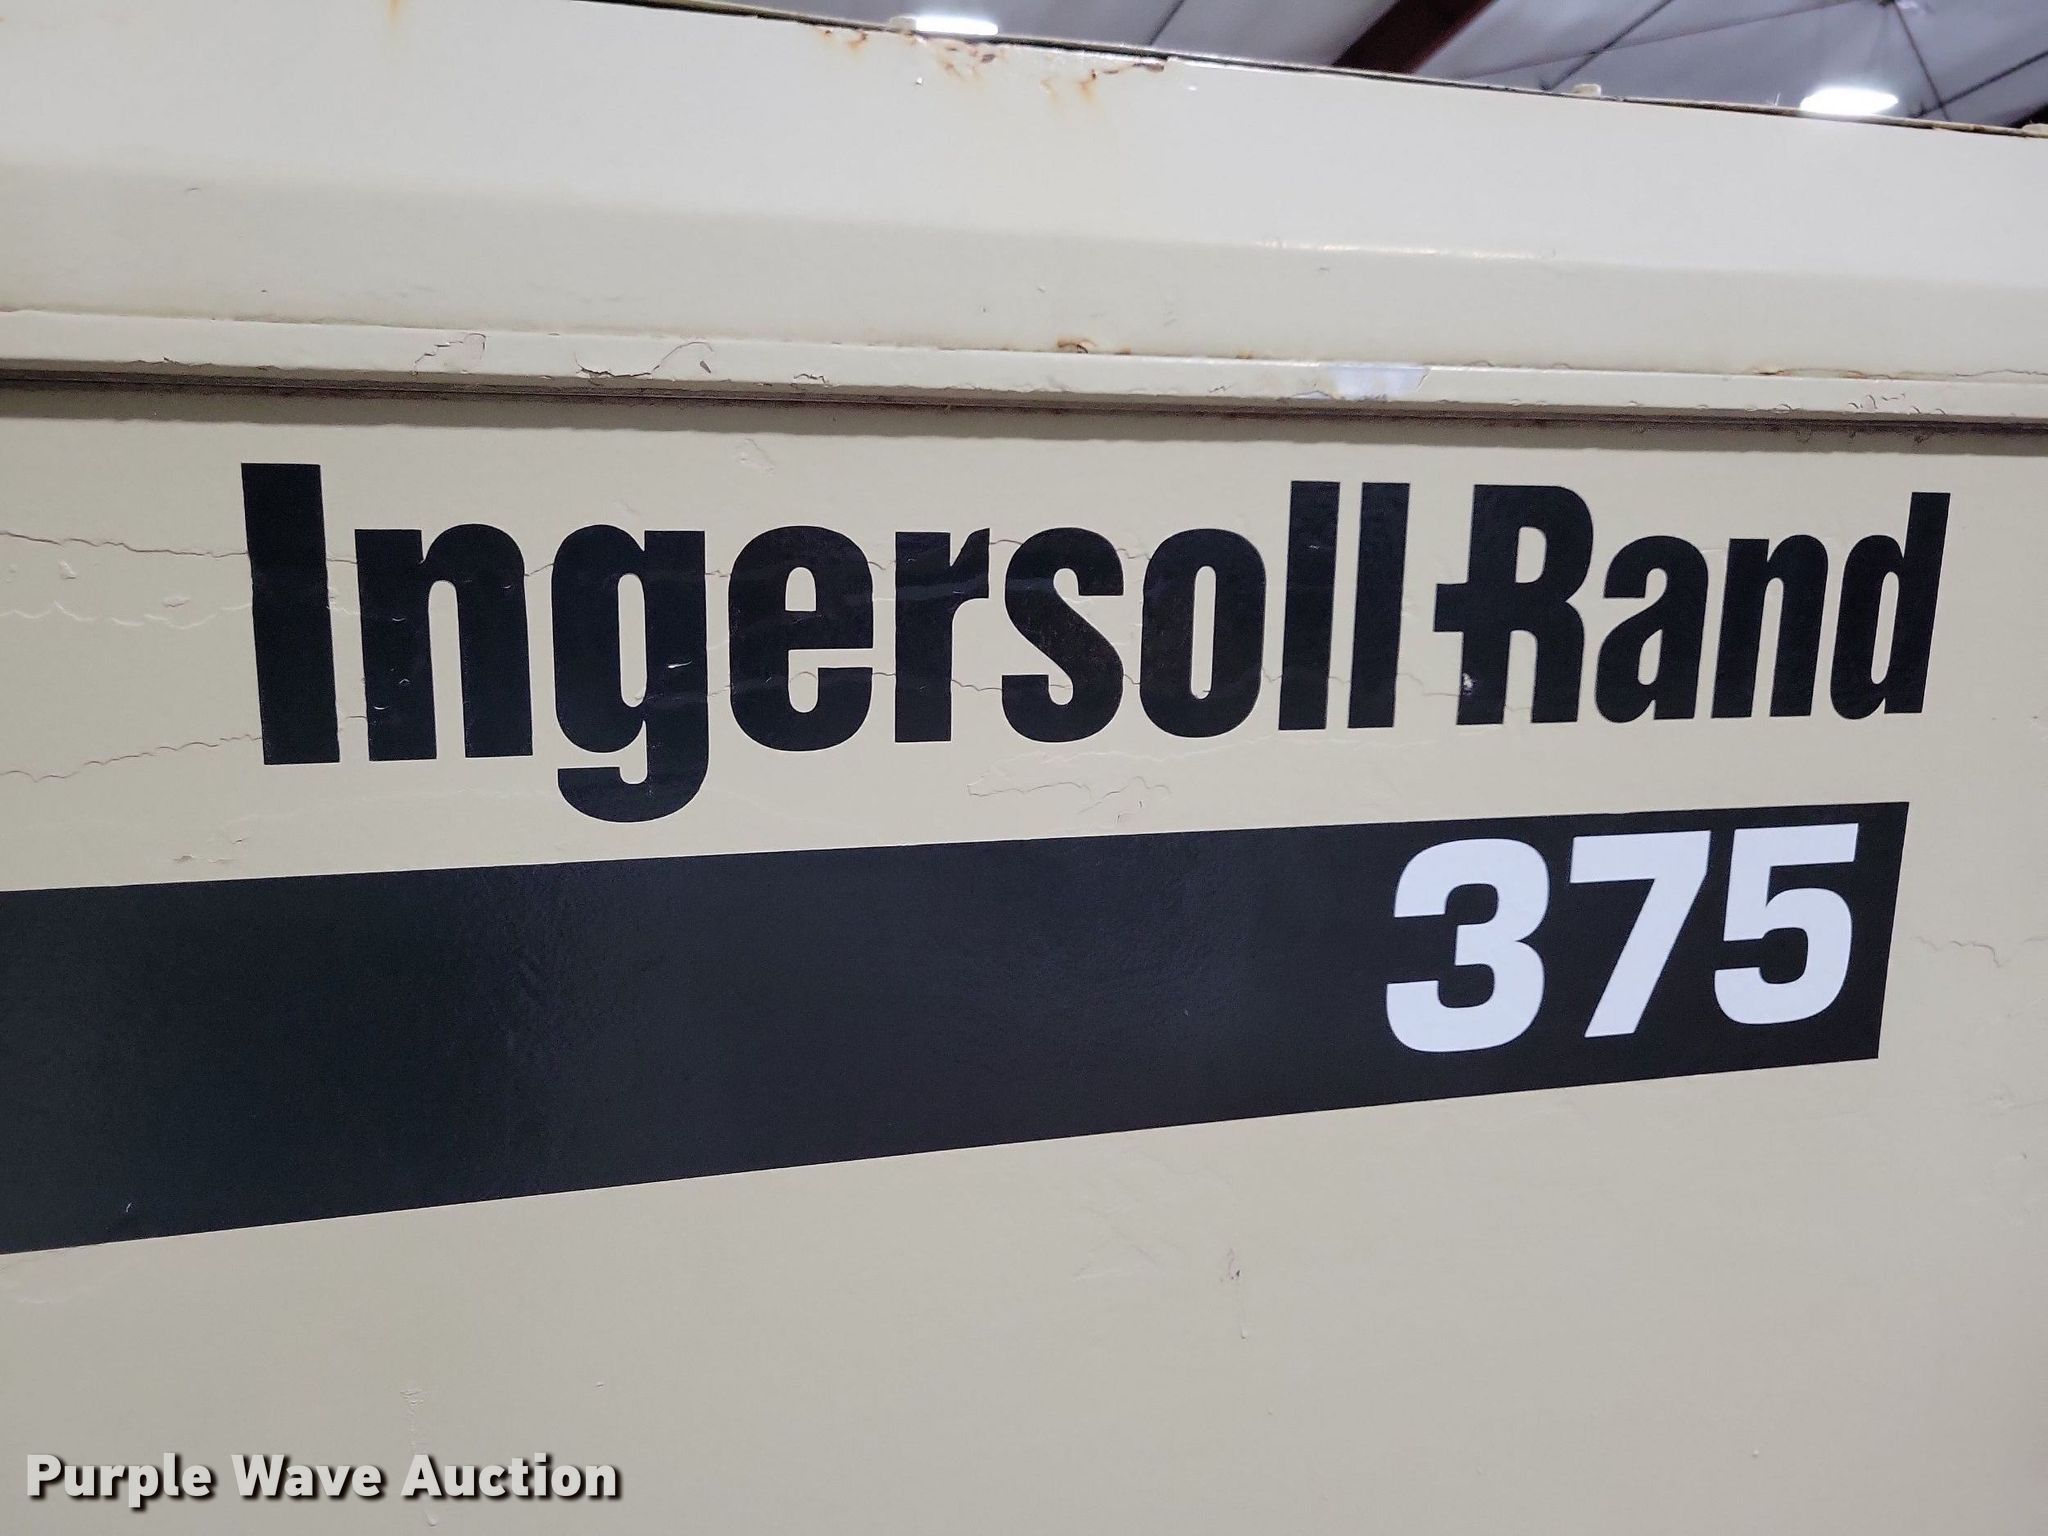 Ingersoll-Rand
375
Purple Wave Auction